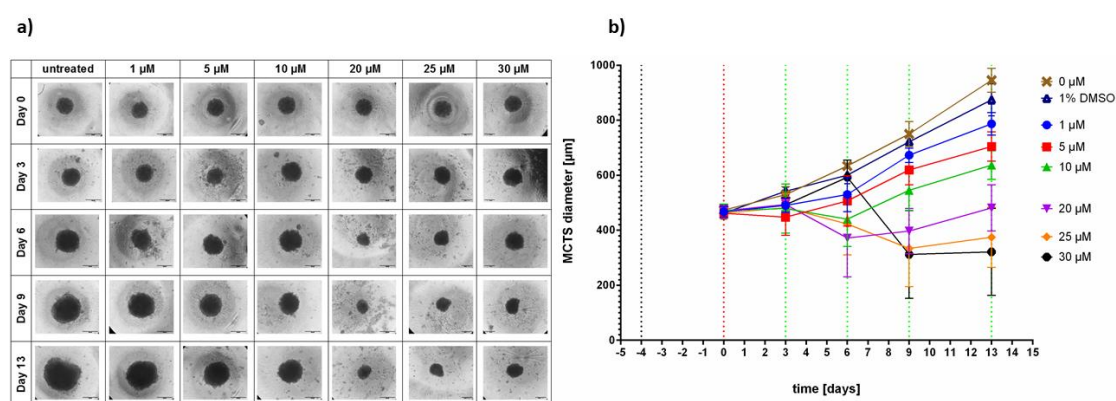 a)
untreated 1 µM 5 µM 10 µM 20 µM 25 µM 30 µM
Day 0
Day 3
Day 6
Day 9
Day 13
b)
MCTS diameter [µm]
1000
800
600
400
200
0
-5 -4 -3 -2 -1 0 1 2 3 4 5 6 7 8 9 10 11 12 13 14 15
time [days]
0 µM
1% DMSO
1 µM
5 µM
10 µM
20 µM
25 µM
30 µM